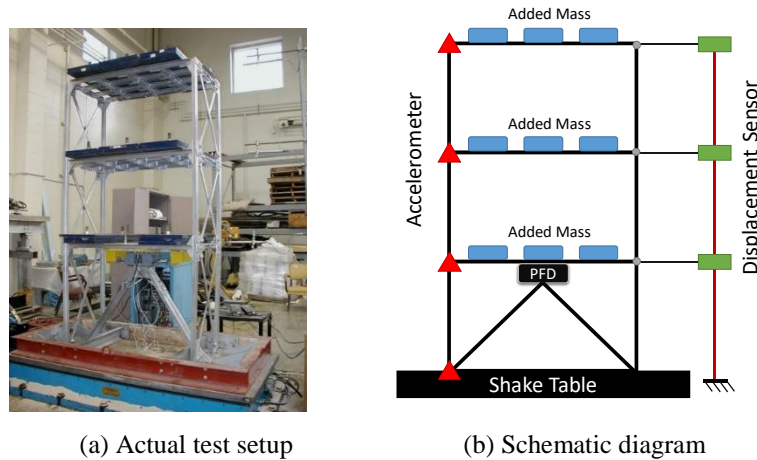 Added Mass
Added Mass
Added Mass
PFD
Shake Table
Accelerometer
Displacement Sensor
(a) Actual test setup
(b) Schematic diagram